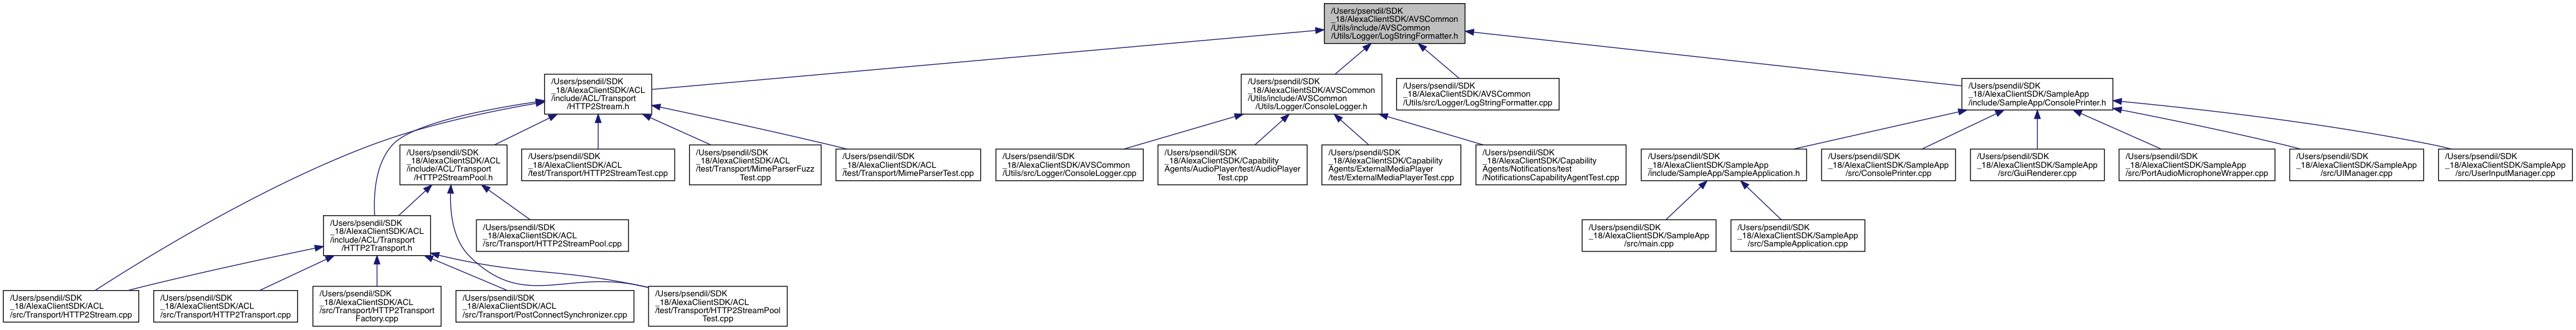 /Users/psendil/SDK
_18/AlexaClientSDK/AVSCommon
/Utils/include/AVSCommon
/Utils/Logger/LogStringFormatter.h
/Users/psendil/SDK
_18/AlexaClientSDK/ACL
/include/ACL/Transport
/HTTP2Stream.h
/Users/psendil/SDK
_18/AlexaClientSDK/AVSCommon
/Utils/include/AVSCommon
/Utils/Logger/ConsoleLogger.h
/Users/psendil/SDK
_18/AlexaClientSDK/AVSCommon
/Utils/src/Logger/LogStringFormatter.cpp
/Users/psendil/SDK
_18/AlexaClientSDK/SampleApp
/include/SampleApp/ConsolePrinter.h
/Users/psendil/SDK
_18/AlexaClientSDK/ACL
/include/ACL/Transport
/HTTP2StreamPool.h
/Users/psendil/SDK
_18/AlexaClientSDK/ACL
/test/Transport/HTTP2StreamTest.cpp
/Users/psendil/SDK
_18/AlexaClientSDK/ACL
/test/Transport/MimeParserFuzz
Test.cpp
/Users/psendil/SDK
_18/AlexaClientSDK/ACL
/test/Transport/MimeParserTest.cpp
/Users/psendil/SDK
_18/AlexaClientSDK/AVSCommon
/Utils/src/Logger/ConsoleLogger.cpp
/Users/psendil/SDK
_18/AlexaClientSDK/Capability
Agents/AudioPlayer/test/AudioPlayer
Test.cpp
/Users/psendil/SDK
_18/AlexaClientSDK/Capability
Agents/ExternalMediaPlayer
/test/ExternalMediaPlayerTest.cpp
/Users/psendil/SDK
_18/AlexaClientSDK/Capability
Agents/Notifications/test
/NotificationsCapabilityAgentTest.cpp
/Users/psendil/SDK
_18/AlexaClientSDK/SampleApp
/include/SampleApp/SampleApplication.h
/Users/psendil/SDK
_18/AlexaClientSDK/SampleApp
/src/ConsolePrinter.cpp
/Users/psendil/SDK
_18/AlexaClientSDK/SampleApp
/src/GuiRenderer.cpp
/Users/psendil/SDK
_18/AlexaClientSDK/SampleApp
/src/PortAudioMicrophoneWrapper.cpp
/Users/psendil/SDK
_18/AlexaClientSDK/SampleApp
/src/UIManager.cpp
/Users/psendil/SDK
_18/AlexaClientSDK/SampleApp
/src/UserInputManager.cpp
/Users/psendil/SDK
_18/AlexaClientSDK/ACL
/include/ACL/Transport
/HTTP2Transport.h
/Users/psendil/SDK
_18/AlexaClientSDK/ACL
/src/Transport/HTTP2StreamPool.cpp
/Users/psendil/SDK
_18/AlexaClientSDK/SampleApp
/src/main.cpp
/Users/psendil/SDK
_18/AlexaClientSDK/SampleApp
/src/SampleApplication.cpp
/Users/psendil/SDK
_18/AlexaClientSDK/ACL
/src/Transport/HTTP2Stream.cpp
/Users/psendil/SDK
_18/AlexaClientSDK/ACL
/src/Transport/HTTP2Transport.cpp
/Users/psendil/SDK
_18/AlexaClientSDK/ACL
/src/Transport/HTTP2Transport
Factory.cpp
/Users/psendil/SDK
_18/AlexaClientSDK/ACL
/src/Transport/PostConnectSynchronizer.cpp
/Users/psendil/SDK
_18/AlexaClientSDK/ACL
/test/Transport/HTTP2StreamPool
Test.cpp